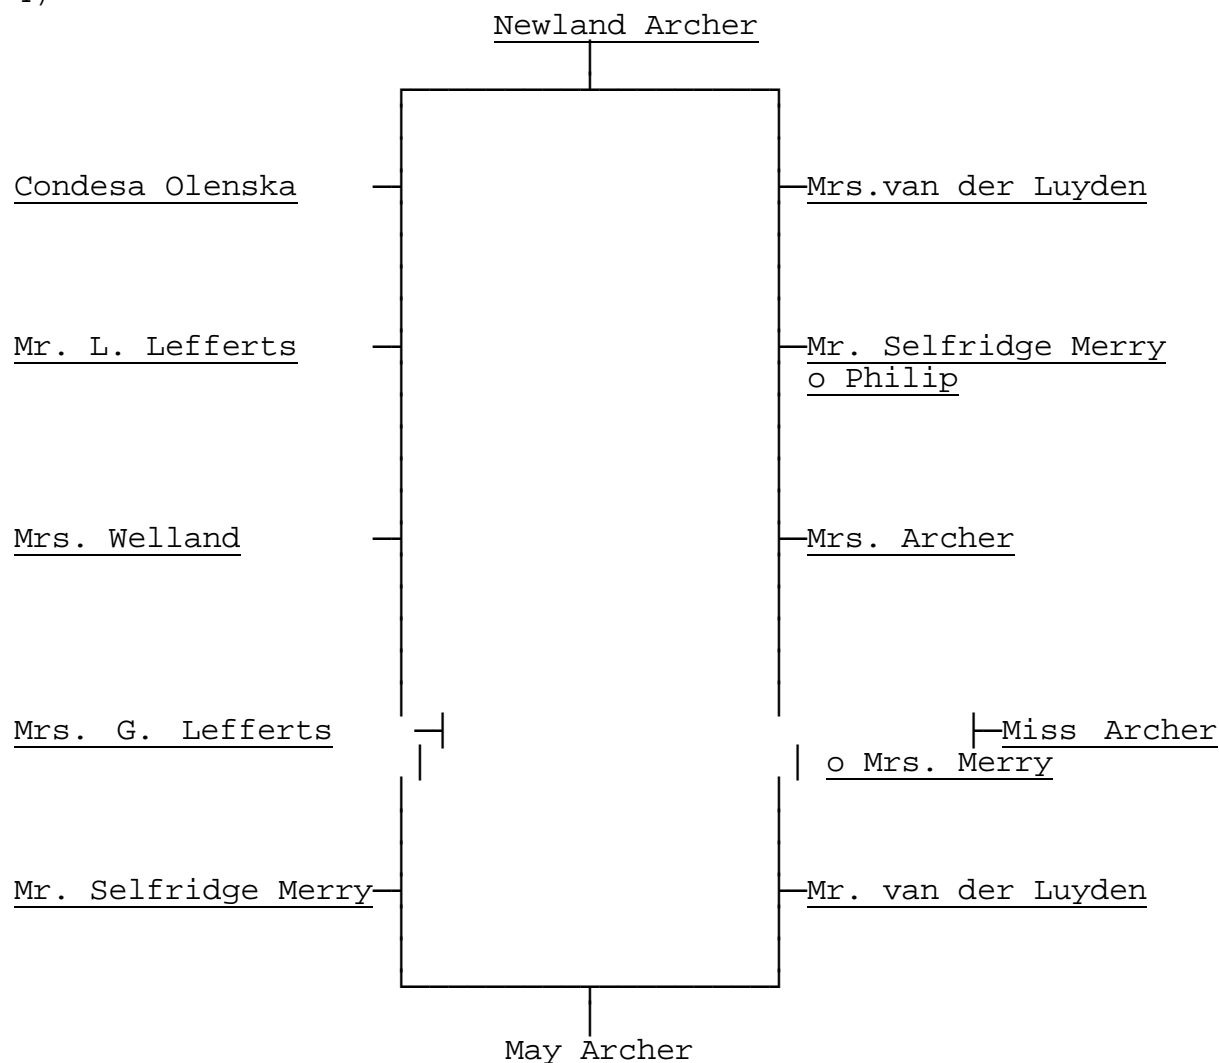 Newland Archer
Condesa Olenska Mrs.van der Luyden
Mr. L. Lefferts Mr. Selfridge Merry
o Philip
Mrs. Welland Mrs. Archer
Mrs. G. Lefferts Miss Archer
o Mrs. Merry
Mr. Selfridge Merry Mr. van der Luyden
May Archer